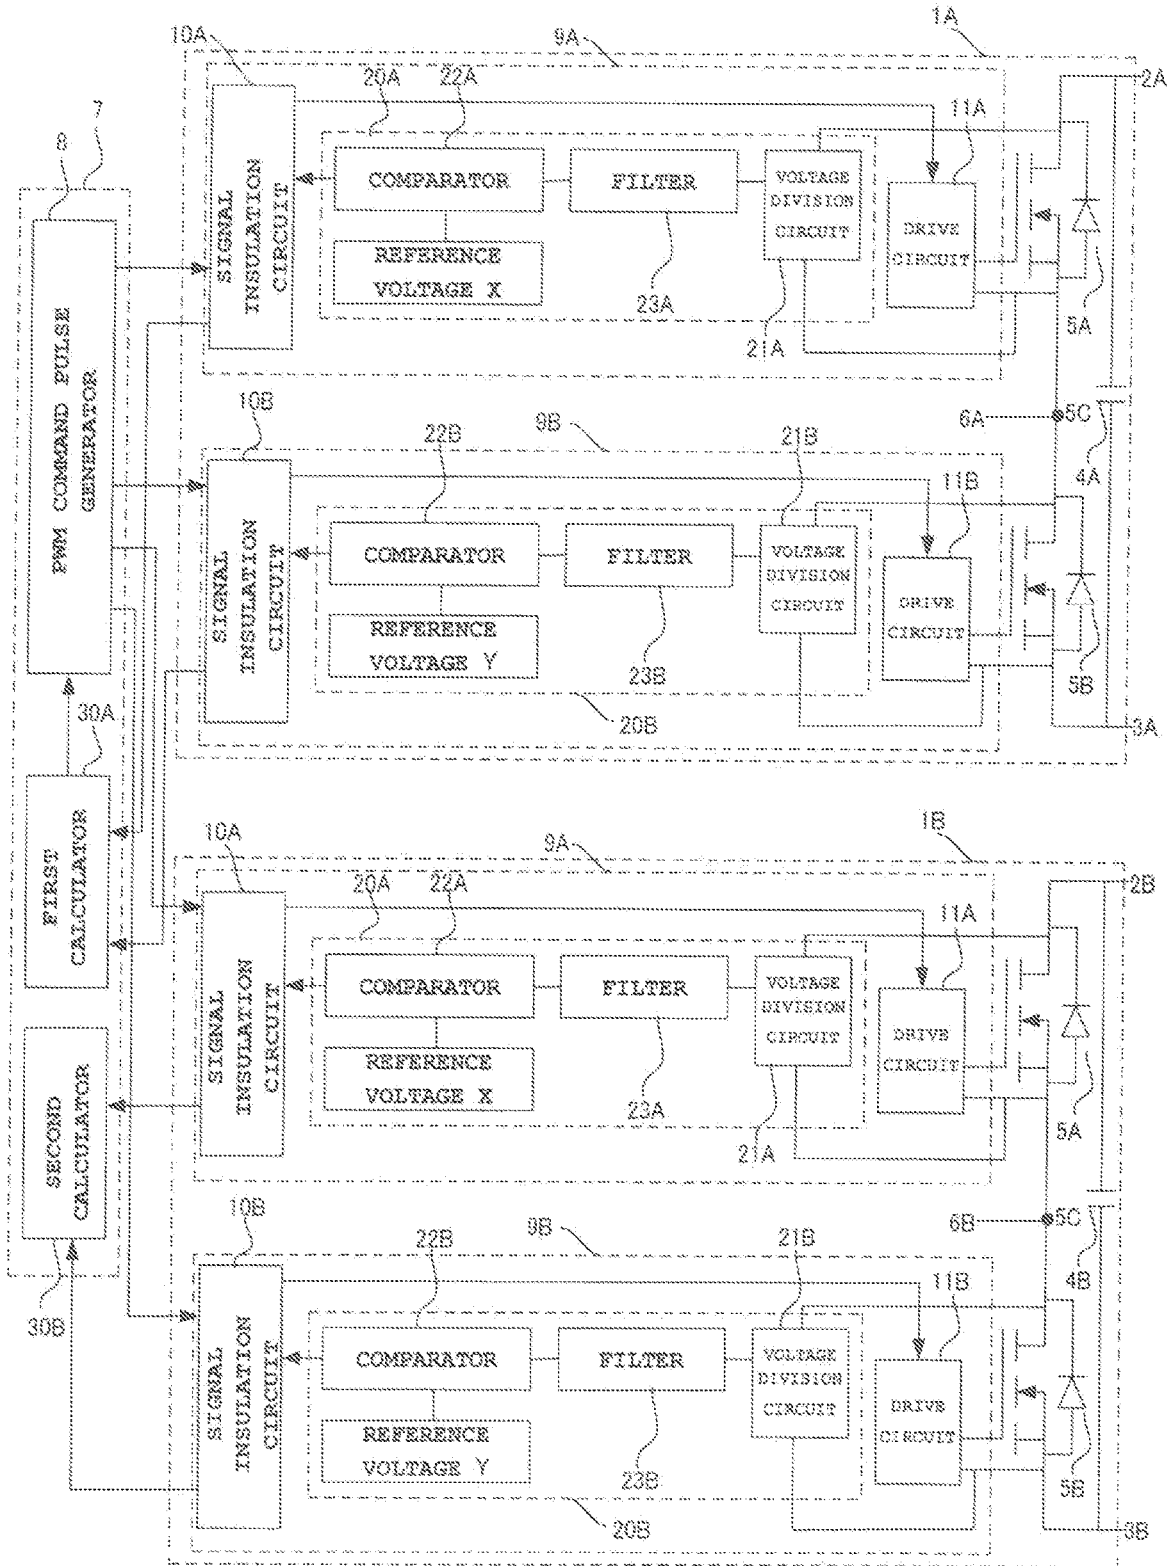 1A
10A
9A
2A
20A
22A
11A
7
8
SIGNAL
INSULATION
CIRCUIT
COMPARATOR
FILTER
VOLTAGE
DIVISION
CIRCUIT
DRIVE
CIRCUIT
REFERENCE
VOLTAGE X
23A
21A
5A
PWM COMMAND PULSE
GENERATOR
10B
6A
5C
22B
9B
21B
4A
11B
SIGNAL
INSULATION
CIRCUIT
COMPARATOR
FILTER
VOLTAGE
DIVISION
CIRCUIT
DRIVE
CIRCUIT
REFERENCE
VOLTAGE Y
23B
5B
30A
20B
3A
FIRST
CALCULATOR
10A
9A
1B
20A
22A
2B
11A
SIGNAL
INSULATION
CIRCUIT
COMPARATOR
FILTER
VOLTAGE
DIVISION
CIRCUIT
DRIVE
CIRCUIT
REFERENCE
VOLTAGE X
23A
5A
21A
SECOND
CALCULATOR
10B
9B
6B
5C
22B
21B
4B
11B
30B
SIGNAL
INSULATION
CIRCUIT
COMPARATOR
FILTER
VOLTAGE
DIVISION
CIRCUIT
DRIVE
CIRCUIT
REFERENCE
VOLTAGE Y
23B
5B
20B
3B